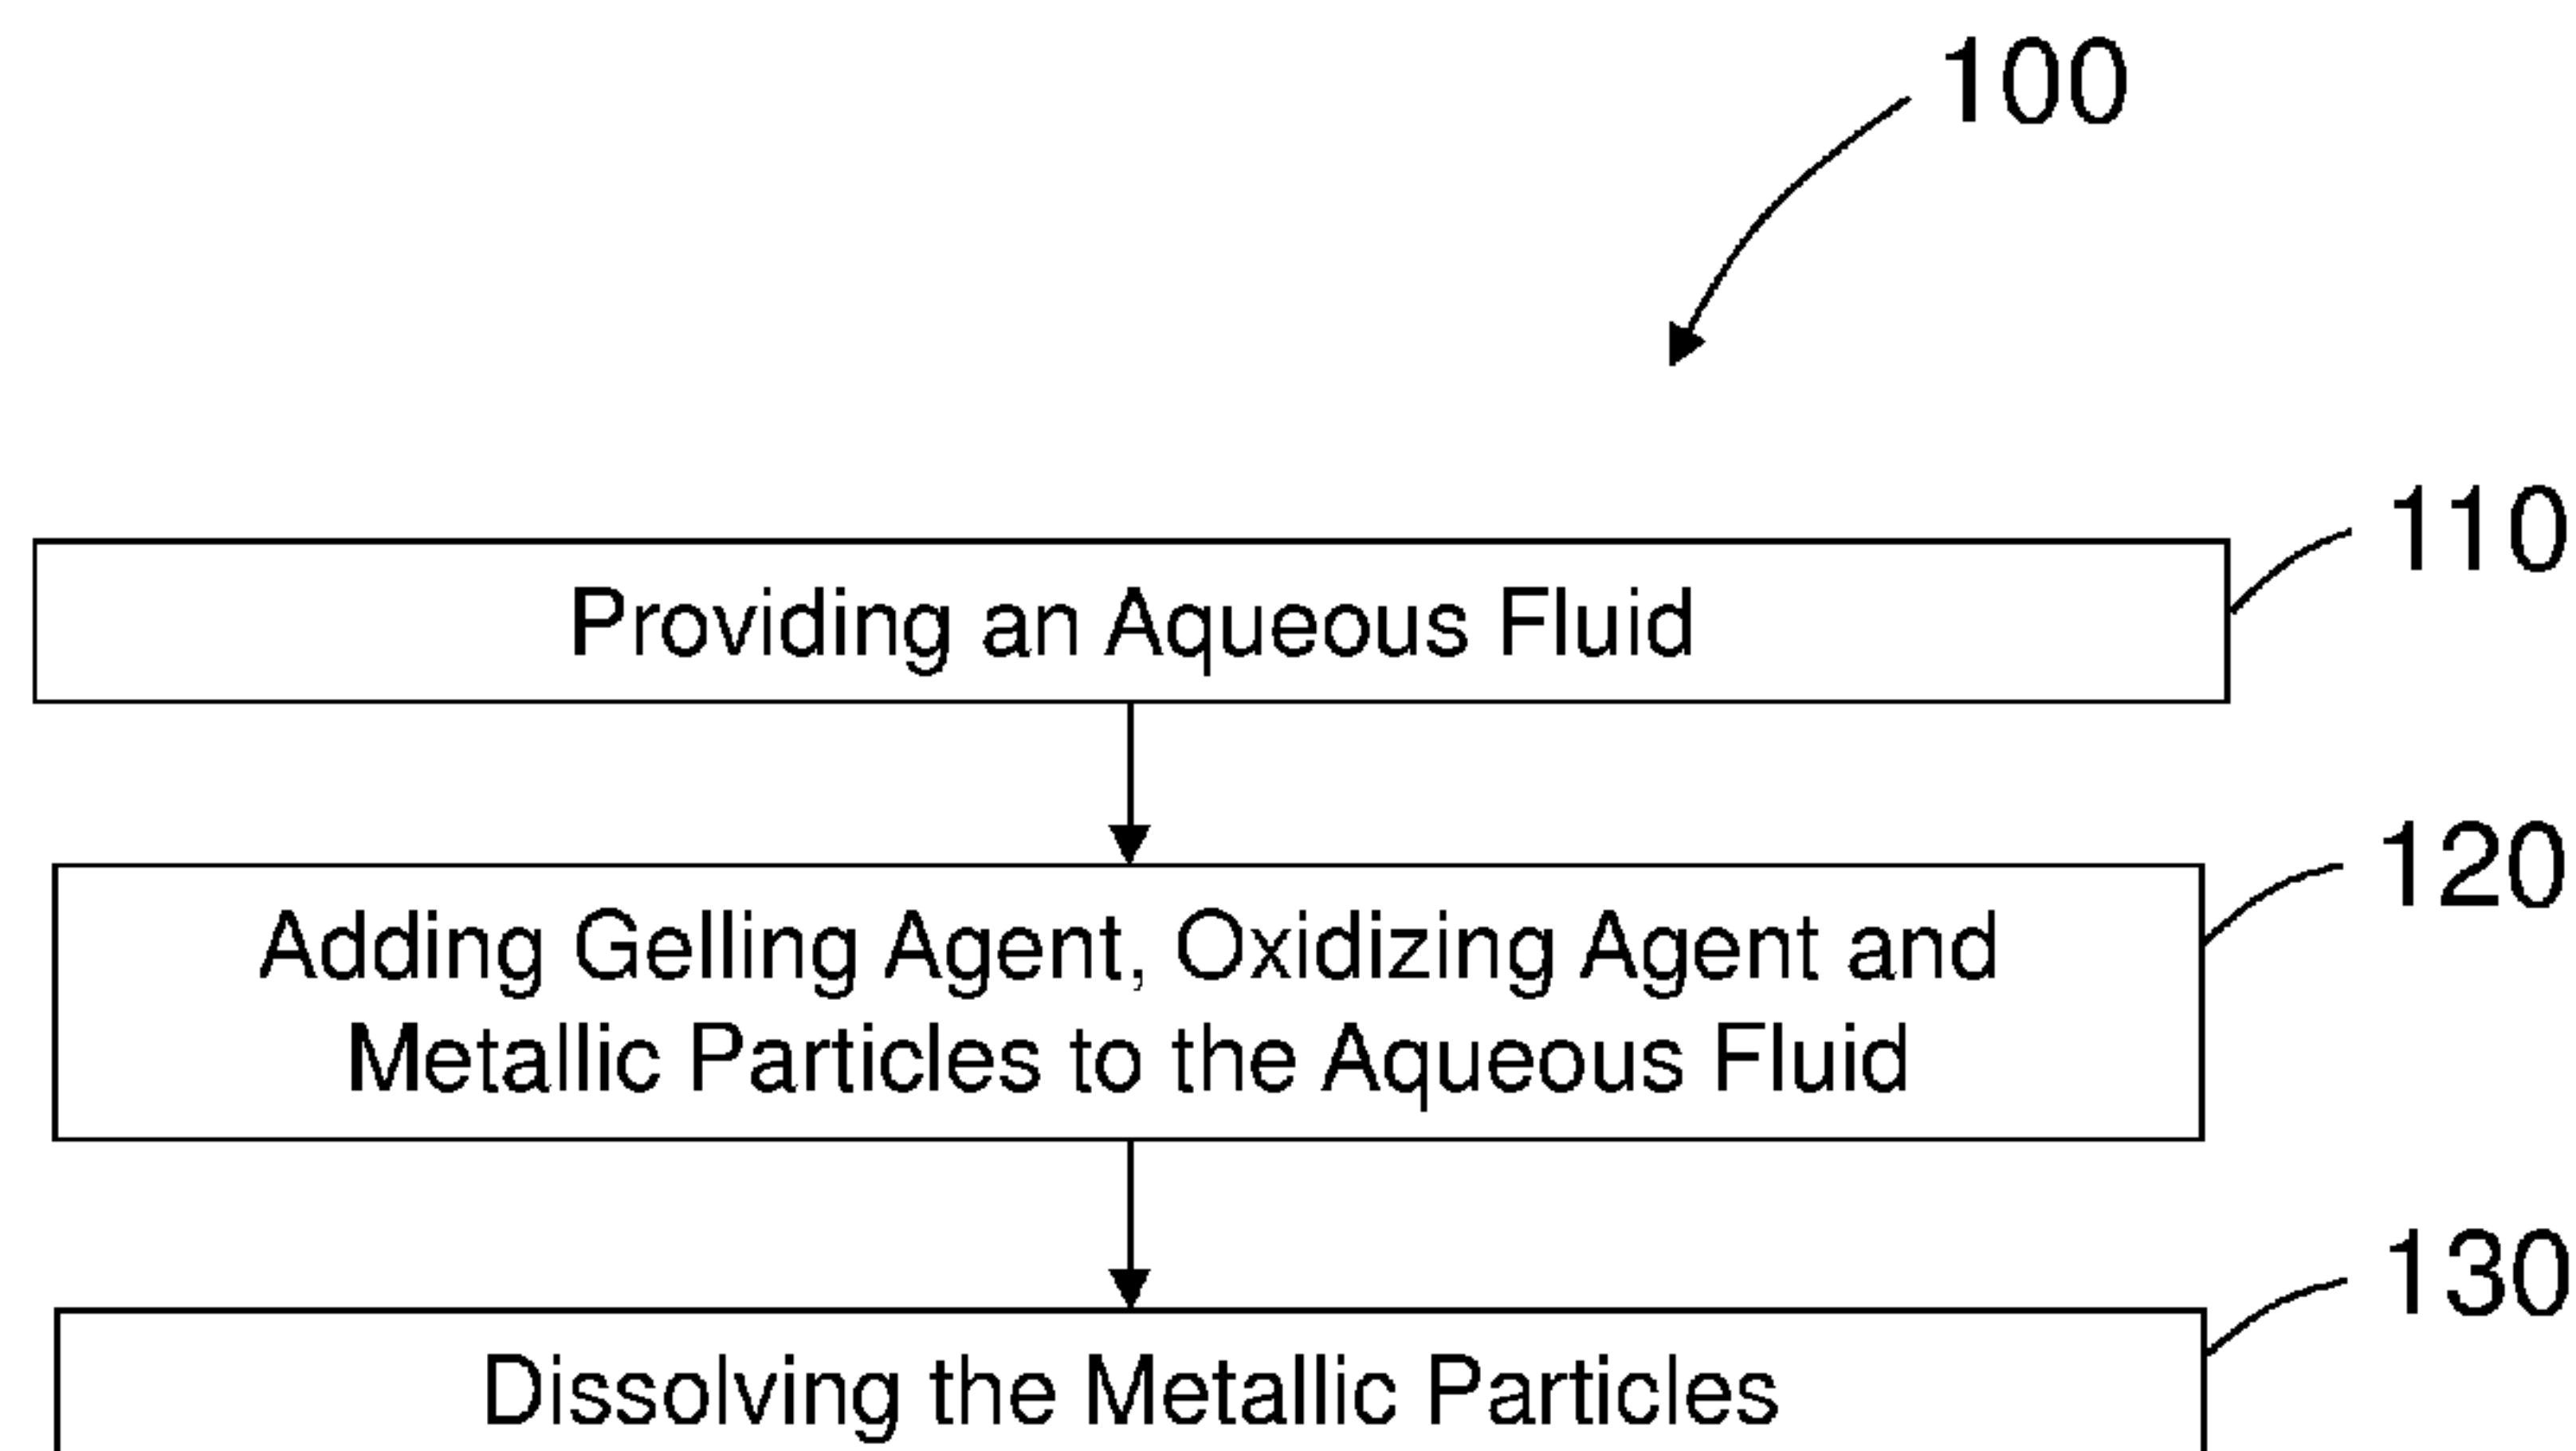 100
110
Providing an Aqueous Fluid
120
Adding Gelling Agent, Oxidizing Agent and
Metallic Particles to the Aqueous Fluid
130
Dissolving the Metallic Particles